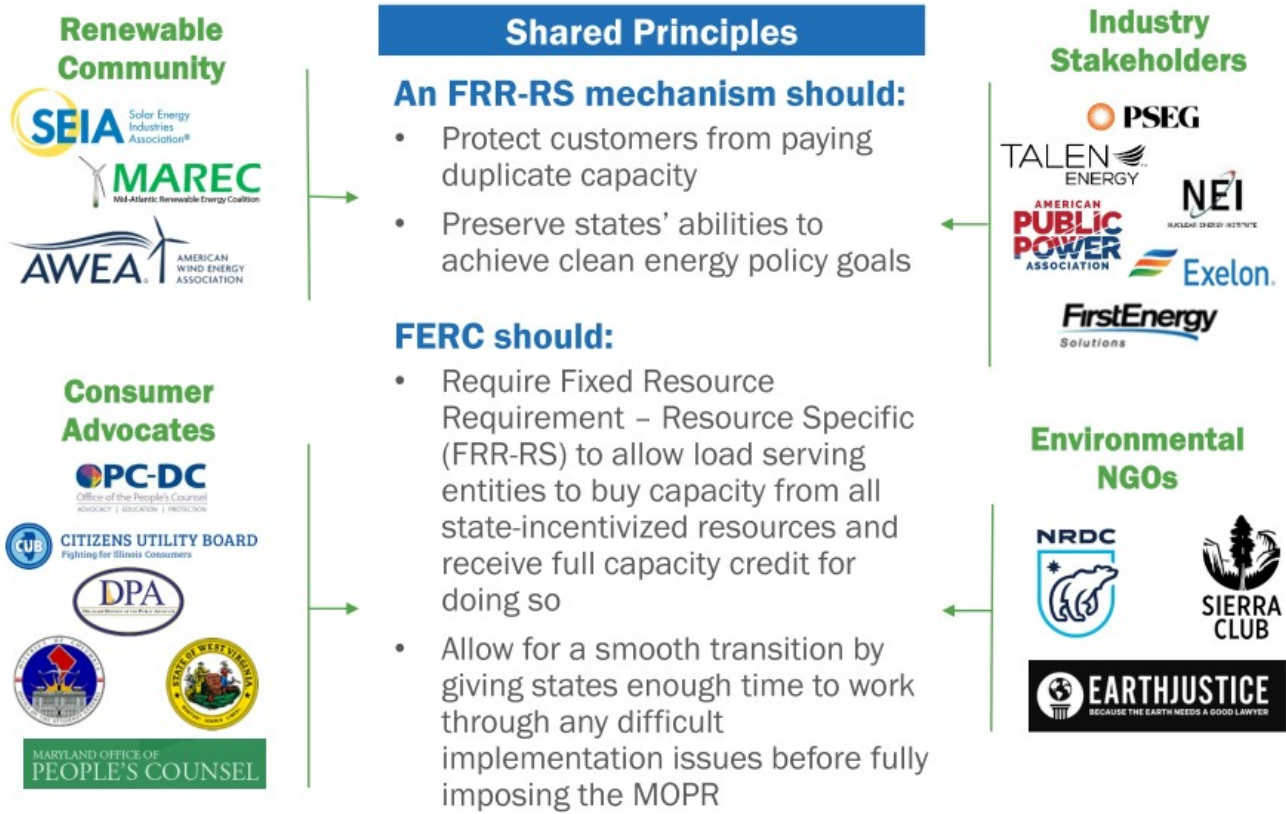 Renewable
Community
SEIA
Solar Energy
Industries
Association®
MAREC
Mid-Atlantic Renewable Energy Coalition
AWEA®
AMERICAN
WIND ENERGY
ASSOCIATION
Consumer
Advocates
OPC-DC
Office of the People's Counsel
ADVOCACY | EDUCATION | PROTECTION
CUB
CITIZENS UTILITY BOARD
Fighting for Illinois Consumers
DPA
STATE OF WEST VIRGINIA
MARYLAND OFFICE OF
PEOPLE'S COUNSEL
Shared Principles
An FRR-RS mechanism should:
• Protect customers from paying
duplicate capacity
• Preserve states' abilities to
achieve clean energy policy goals
FERC should:
• Require Fixed Resource
Requirement – Resource Specific
(FRR-RS) to allow load serving
entities to buy capacity from all
state-incentivized resources and
receive full capacity credit for
doing so
• Allow for a smooth transition by
giving states enough time to work
through any difficult
implementation issues before fully
imposing the MOPR
Industry
Stakeholders
PSEG
TALEN
ENERGY
NEI
NUCLEAR ENERGY INSTITUTE
AMERICAN
PUBLIC
POWER
ASSOCIATION
Exelon.
FirstEnergy
Solutions
Environmental
NGOs
NRDC
SIERRA
CLUB
EARTHJUSTICE
BECAUSE THE EARTH NEEDS A GOOD LAWYER